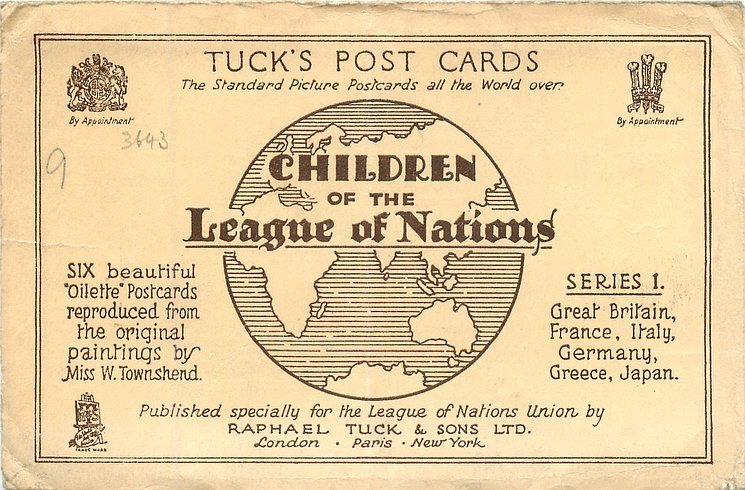 TUCK'S POST CARDS
The Standard Picture Postcards all the World over.
By Appointment
By Appointment
3643
9
CHILDREN
OF THE
League of Nations
SIX beautiful
"Oilette" Postcards
reproduced from
the original
paintings by
Miss W. Townshend.
SERIES 1.
Great Britain,
France, Italy,
Germany,
Greece, Japan.
Published specially for the League of Nations Union by
RAPHAEL TUCK & SONS LTD.
London · Paris · New York
TRADE MARK